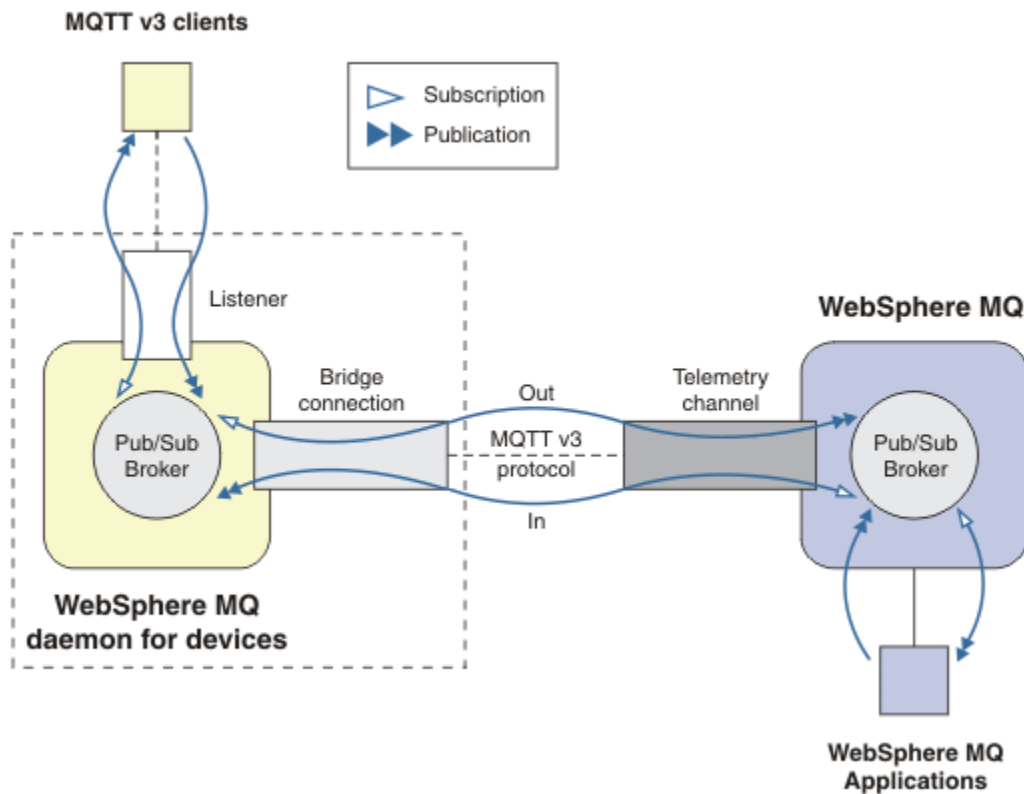 MQTT v3 clients
Subscription
Publication
Listener
WebSphere MQ
Bridge
connection
Out
Telemetry
channel
Pub/Sub
Broker
MQTT v3
protocol
Pub/Sub
Broker
In
WebSphere MQ
daemon for devices
WebSphere MQ
Applications